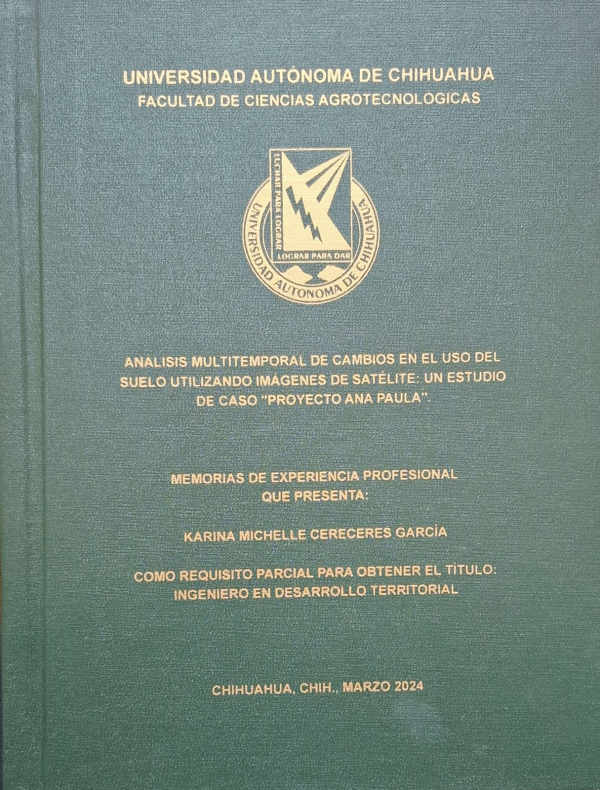 UNIVERSIDAD AUTÓNOMA DE CHIHUAHUA
FACULTAD DE CIENCIAS AGROTECNOLOGICAS
LUCHAR PARA LOGRAR
LOGRAR PARA DAR
UNIVERSIDAD AUTONOMA DE CHIHUAHUA
ANALISIS MULTITEMPORAL DE CAMBIOS EN EL USO DEL
SUELO UTILIZANDO IMÁGENES DE SATÉLITE: UN ESTUDIO
DE CASO "PROYECTO ANA PAULA".
MEMORIAS DE EXPERIENCIA PROFESIONAL
QUE PRESENTA:
KARINA MICHELLE CERECERES GARCÍA
COMO REQUISITO PARCIAL PARA OBTENER EL TÍTULO:
INGENIERO EN DESARROLLO TERRITORIAL
CHIHUAHUA, CHIH., MARZO 2024